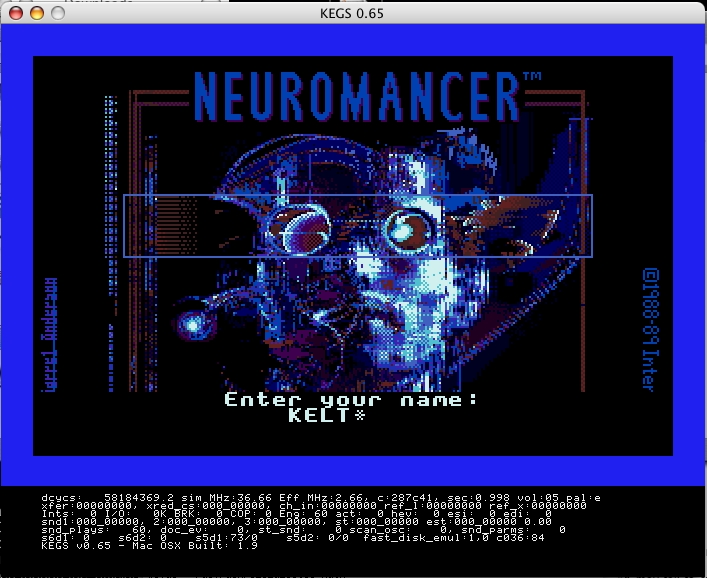 KEGS 0.65
NEUROMANCER™
©1988-89 Inter
Enter your name:
KELT*
dcycs: 58184369.2 sim MHz:36.66 Eff MHz:2.66, c:287c41, sec:0.998 vol:05 pal:e
xfer:00000000, xred_cs:000_00000, ch_in:00000000 ref_l:00000000 ref_x:00000000
Ints: 0 I/O: 0K BRK: 0 COP: 0 Eng: 60 act: 0 hev: 0 esi: 0 edi: 0
snd1:000_00000, 2:000_00000, 3:000_00000, st:000_00000 est:000_00000 0.00
snd_plays: 60, doc_ev: 0, st_snd: 0 scan_osc: 0, snd_parms: 0
s6d1: 0 s6d2: 0 s5d1:73/0 s5d2: 0/0 fast_disk_emul:1,0 c036:84
KEGS v0.65 - Mac OSX Built: 1.9